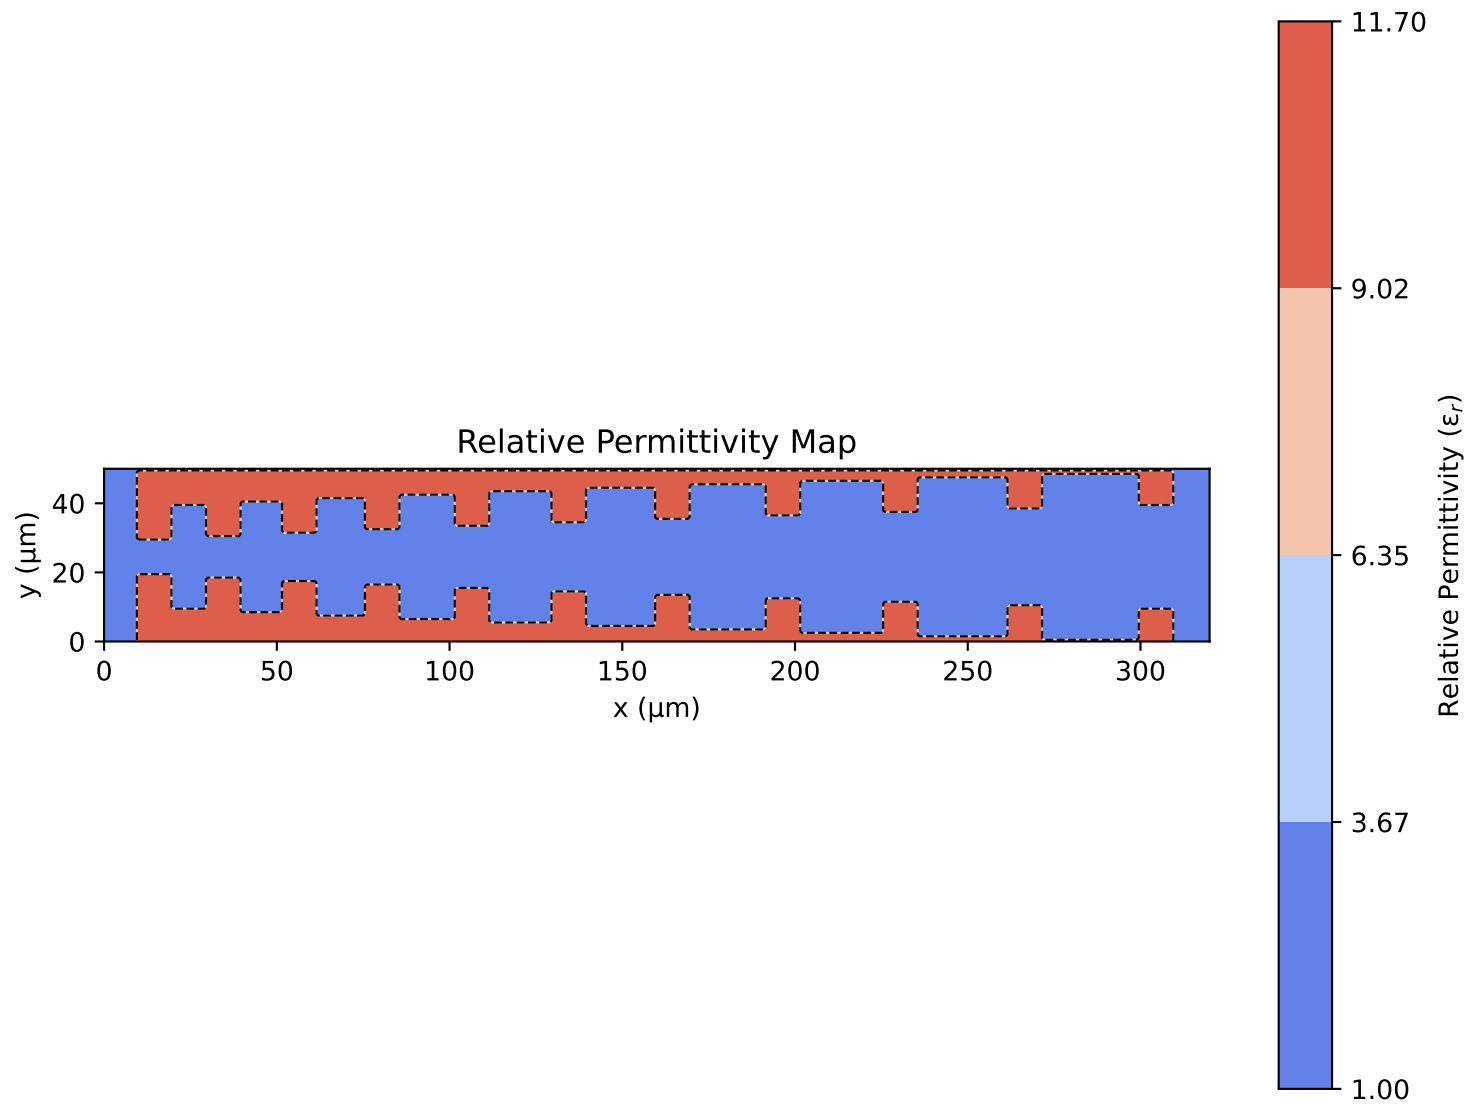 Relative Permittivity Map
40
20
0
y (μm)
0 50 100 150 200 250 300
x (μm)
11.70
9.02
6.35
3.67
1.00
Relative Permittivity (εᵣ)